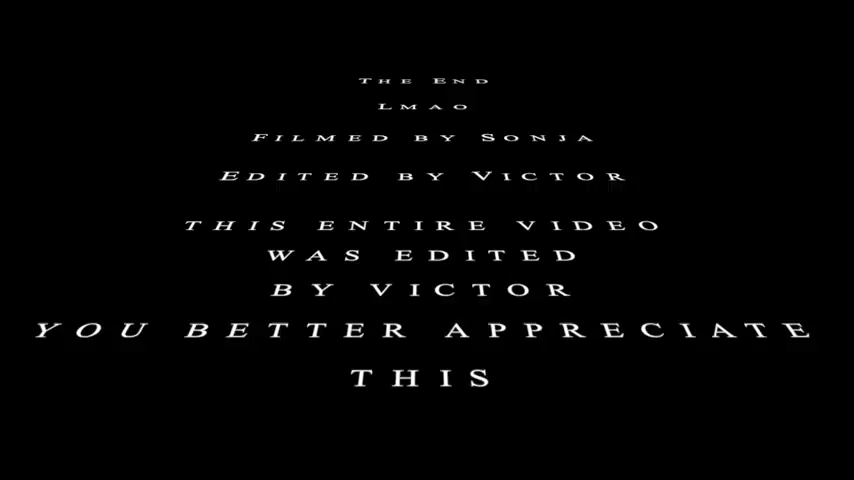 The End
Lmao
Filmed by Sonja
Edited by Victor
THIS ENTIRE VIDEO
WAS EDITED
BY VICTOR
YOU BETTER APPRECIATE
THIS